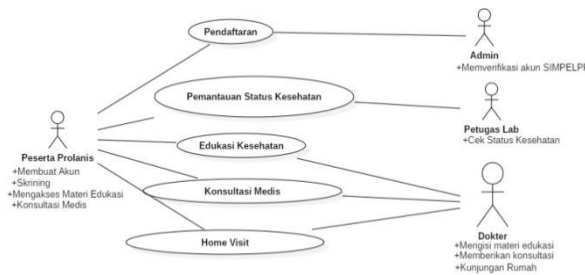 Pendaftaran
Admin
+Memverifikasi akun SIMPELPI
Pemantauan Status Kesehatan
Petugas Lab
+Cek Status Kesehatan
Peserta Prolanis
+Membuat Akun
+Skrining
+Mengakses Materi Edukasi
+Konsultasi Medis
Edukasi Kesehatan
Konsultasi Medis
Home Visit
Dokter
+Mengisi materi edukasi
+Memberikan konsultasi
+Kunjungan Rumah